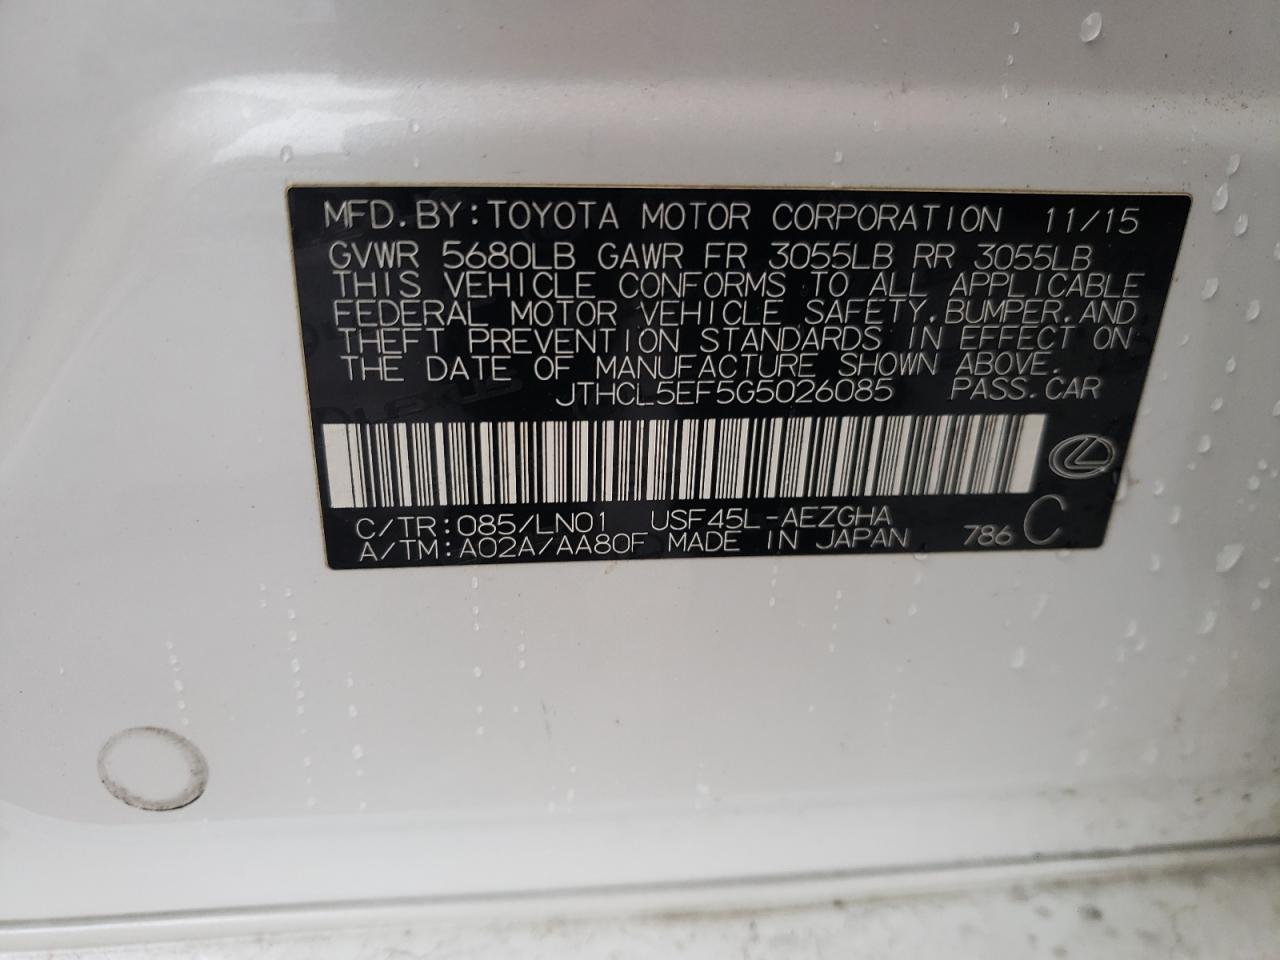 MFD.BY:TOYOTA MOTOR CORPORATION 11/15
GVWR 5680LB GAWR FR 3055LB RR 3055LB
THIS VEHICLE CONFORMS TO ALL APPLICABLE
FEDERAL MOTOR VEHICLE SAFETY,BUMPER,AND
THEFT PREVENTION STANDARDS IN EFFECT ON
THE DATE OF MANUFACTURE SHOWN ABOVE.
JTHCL5EF5G5026085 PASS.CAR
C/TR:085/LN01 USF45L-AEZGHA
A/TM:A02A/AA80F MADE IN JAPAN 786 C